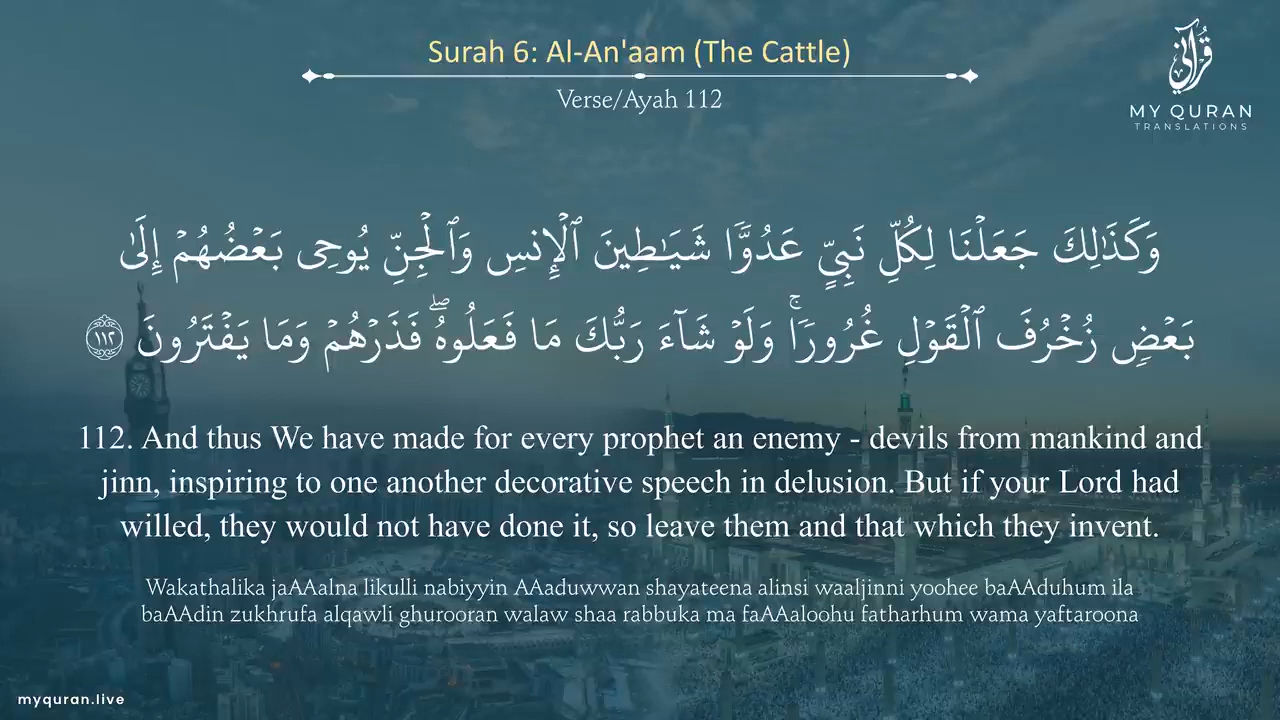 Surah 6: Al-An'aam (The Cattle)
Verse/Ayah 112
قرآني
MY QURAN
TRANSLATIONS
وَكَذَٰلِكَ جَعَلْنَا لِكُلِّ نَبِىٍّ عَدُوًّا شَيَـٰطِينَ ٱلْإِنسِ وَٱلْجِنِّ يُوحِى بَعْضُهُمْ إِلَىٰ
بَعْضٍ زُخْرُفَ ٱلْقَوْلِ غُرُورًا ۚ وَلَوْ شَآءَ رَبُّكَ مَا فَعَلُوهُ ۖ فَذَرْهُمْ وَمَا يَفْتَرُونَ ١١٢
112. And thus We have made for every prophet an enemy - devils from mankind and
jinn, inspiring to one another decorative speech in delusion. But if your Lord had
willed, they would not have done it, so leave them and that which they invent.
Wakathalika jaAAalna likulli nabiyyin AAaduwwan shayateena alinsi waaljinni yoohee baAAduhum ila
baAAdin zukhrufa alqawli ghurooran walaw shaa rabbuka ma faAAaloohu fatharhum wama yaftaroona
myquran.live